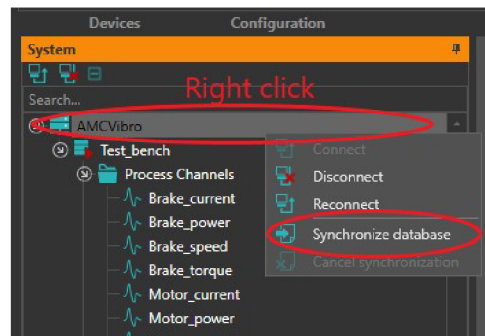 Devices Configuration
System
Search...
Right click
AMCVibro
Test_bench
Process Channels
Brake_current
Brake_power
Brake_speed
Brake_torque
Motor_current
Motor_power
Connect
Disconnect
Reconnect
Synchronize database
Cancel synchronization